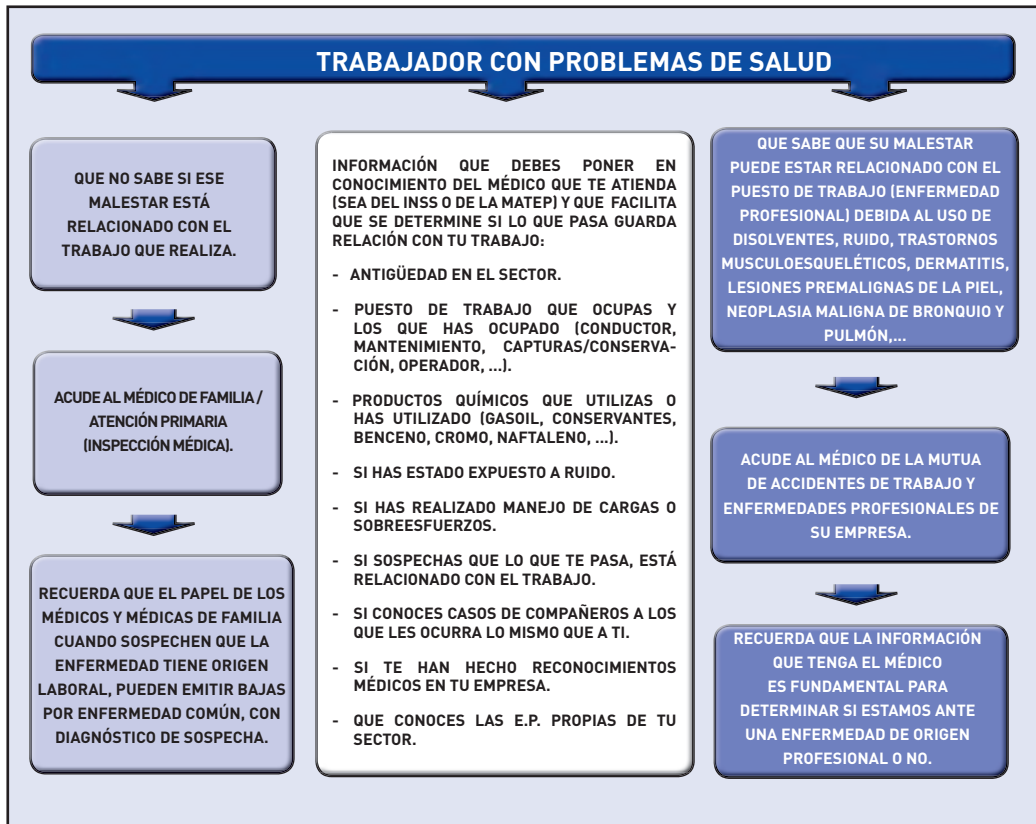 TRABAJADOR CON PROBLEMAS DE SALUD
QUE NO SABE SI ESE
MALESTAR ESTÁ
RELACIONADO CON EL
TRABAJO QUE REALIZA.
ACUDE AL MÉDICO DE FAMILIA /
ATENCIÓN PRIMARIA
(INSPECCIÓN MÉDICA).
RECUERDA QUE EL PAPEL DE LOS
MÉDICOS Y MÉDICAS DE FAMILIA
CUANDO SOSPECHEN QUE LA
ENFERMEDAD TIENE ORIGEN
LABORAL, PUEDEN EMITIR BAJAS
POR ENFERMEDAD COMÚN, CON
DIAGNÓSTICO DE SOSPECHA.
INFORMACIÓN QUE DEBES PONER EN
CONOCIMIENTO DEL MÉDICO QUE TE ATIENDA
(SEA DEL INSS O DE LA MATEP) Y QUE FACILITA
QUE SE DETERMINE SI LO QUE PASA GUARDA
RELACIÓN CON TU TRABAJO:
- ANTIGÜEDAD EN EL SECTOR.
- PUESTO DE TRABAJO QUE OCUPAS Y
LOS QUE HAS OCUPADO (CONDUCTOR,
MANTENIMIENTO, CAPTURAS/CONSERVA-
CIÓN, OPERADOR, ...).
- PRODUCTOS QUÍMICOS QUE UTILIZAS O
HAS UTILIZADO (GASOIL, CONSERVANTES,
BENCENO, CROMO, NAFTALENO, ...).
- SI HAS ESTADO EXPUESTO A RUIDO.
- SI HAS REALIZADO MANEJO DE CARGAS O
SOBREESFUERZOS.
- SI SOSPECHAS QUE LO QUE TE PASA, ESTÁ
RELACIONADO CON EL TRABAJO.
- SI CONOCES CASOS DE COMPAÑEROS A LOS
QUE LES OCURRA LO MISMO QUE A TI.
- SI TE HAN HECHO RECONOCIMIENTOS
MÉDICOS EN TU EMPRESA.
- QUE CONOCES LAS E.P. PROPIAS DE TU
SECTOR.
QUE SABE QUE SU MALESTAR
PUEDE ESTAR RELACIONADO CON EL
PUESTO DE TRABAJO (ENFERMEDAD
PROFESIONAL) DEBIDA AL USO DE
DISOLVENTES, RUIDO, TRASTORNOS
MUSCULOESQUELÉTICOS, DERMATITIS,
LESIONES PREMALIGNAS DE LA PIEL,
NEOPLASIA MALIGNA DE BRONQUIO Y
PULMÓN,...
ACUDE AL MÉDICO DE LA MUTUA
DE ACCIDENTES DE TRABAJO Y
ENFERMEDADES PROFESIONALES DE
SU EMPRESA.
RECUERDA QUE LA INFORMACIÓN
QUE TENGA EL MÉDICO
ES FUNDAMENTAL PARA
DETERMINAR SI ESTAMOS ANTE
UNA ENFERMEDAD DE ORIGEN
PROFESIONAL O NO.